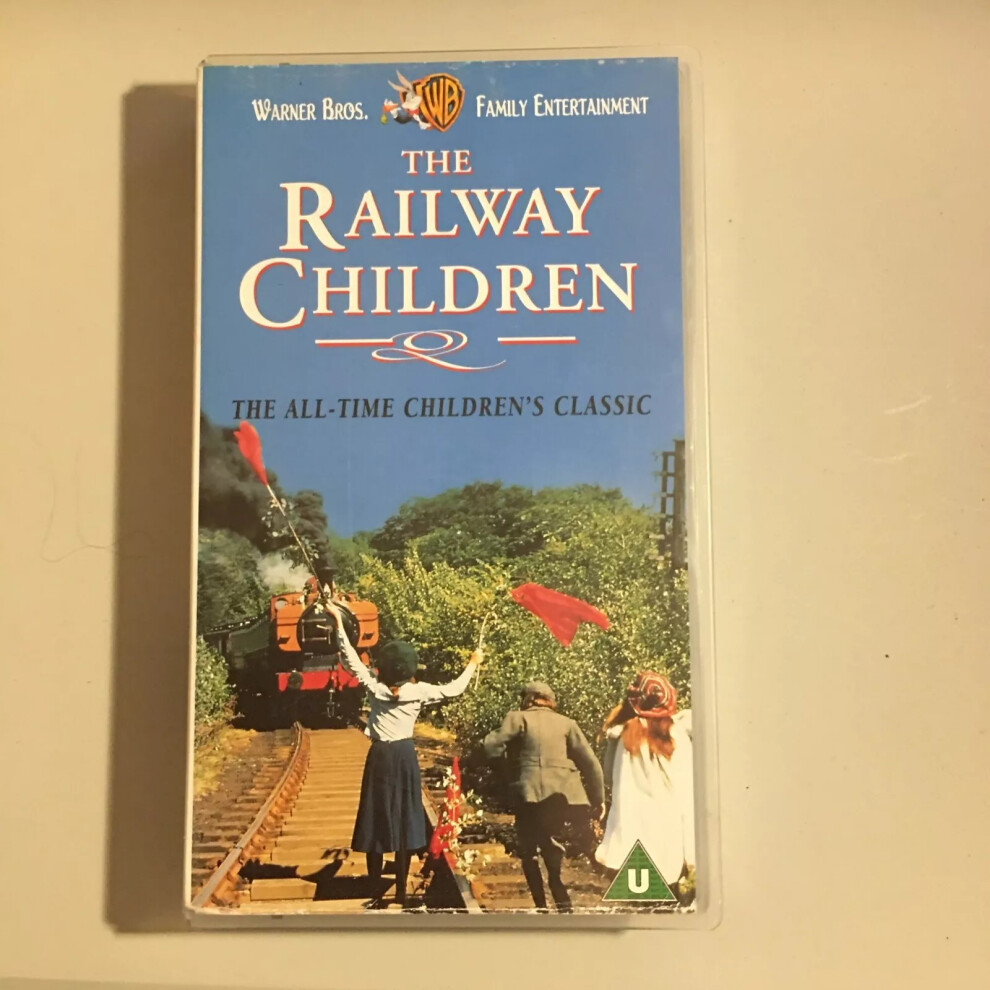 WARNER BROS. WB FAMILY ENTERTAINMENT
THE
RAILWAY
CHILDREN
THE ALL-TIME CHILDREN'S CLASSIC
U